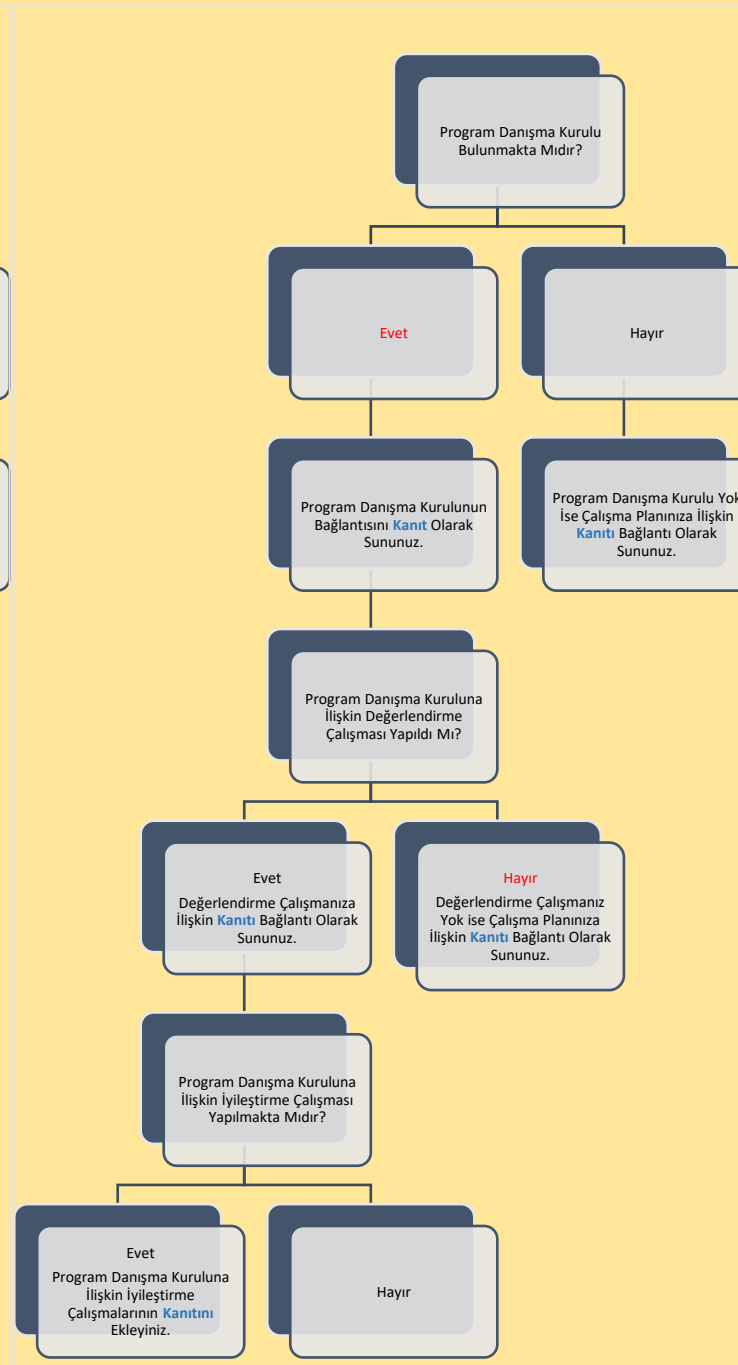 Program Danışma Kurulu
Bulunmakta Mıdır?
Evet
Hayır
Program Danışma Kurulunun
Bağlantısını Kanıt Olarak
Sununuz.
Program Danışma Kurulu Yok
İse Çalışma Planınıza İlişkin
Kanıtı Bağlantı Olarak
Sununuz.
Program Danışma Kuruluna
İlişkin Değerlendirme
Çalışması Yapıldı Mı?
Evet
Değerlendirme Çalışmanıza
İlişkin Kanıtı Bağlantı Olarak
Sununuz.
Hayır
Değerlendirme Çalışmanız
Yok ise Çalışma Planınıza
İlişkin Kanıtı Bağlantı Olarak
Sununuz.
Program Danışma Kuruluna
İlişkin İyileştirme Çalışması
Yapılmakta Mıdır?
Evet
Program Danışma Kuruluna
İlişkin İyileştirme
Çalışmalarının Kanıtını
Ekleyiniz.
Hayır